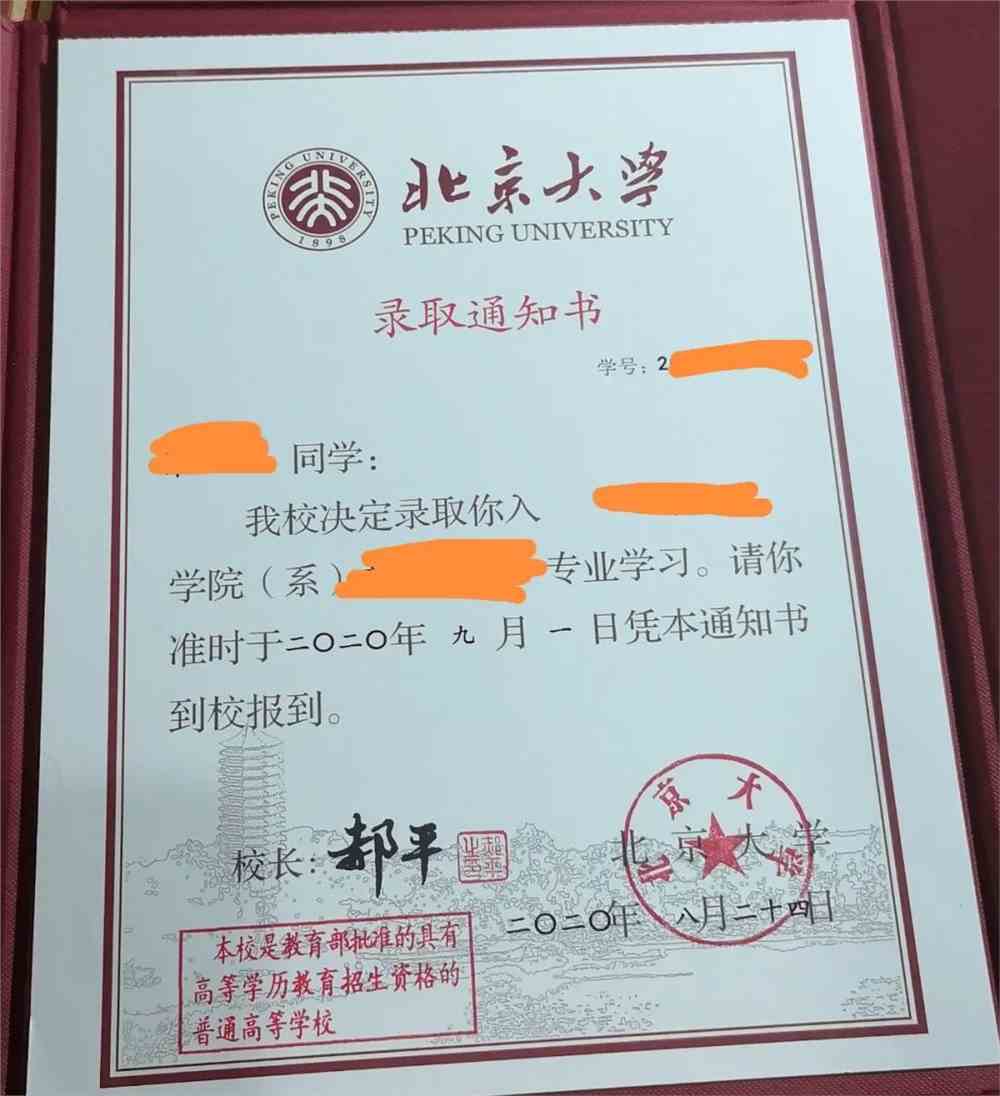 PEKING UNIVERSITY
1898
北京大学
PEKING UNIVERSITY
录取通知书
学号：2
同学：
我校决定录取你入
学院（系）专业学习。请你
准时于二〇二〇年 九 月 一 日凭本通知书
到校报到。
校长：郝平
北京大学
北京大学
二〇二〇年 八月二十四日
本校是教育部批准的具有
高等学历教育招生资格的
普通高等学校